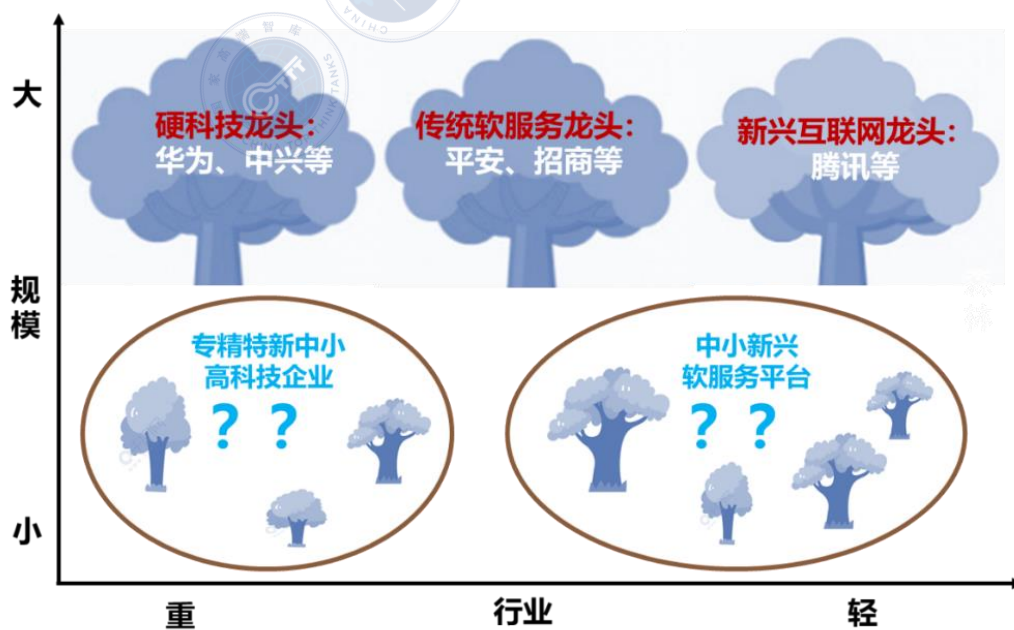 大
硬科技龙头：
华为、中兴等
传统软服务龙头：
平安、招商等
新兴互联网龙头：
腾讯等
规
模
专精特新中小
高科技企业
？？
中小新兴
软服务平台
？？
小
重
行业
轻